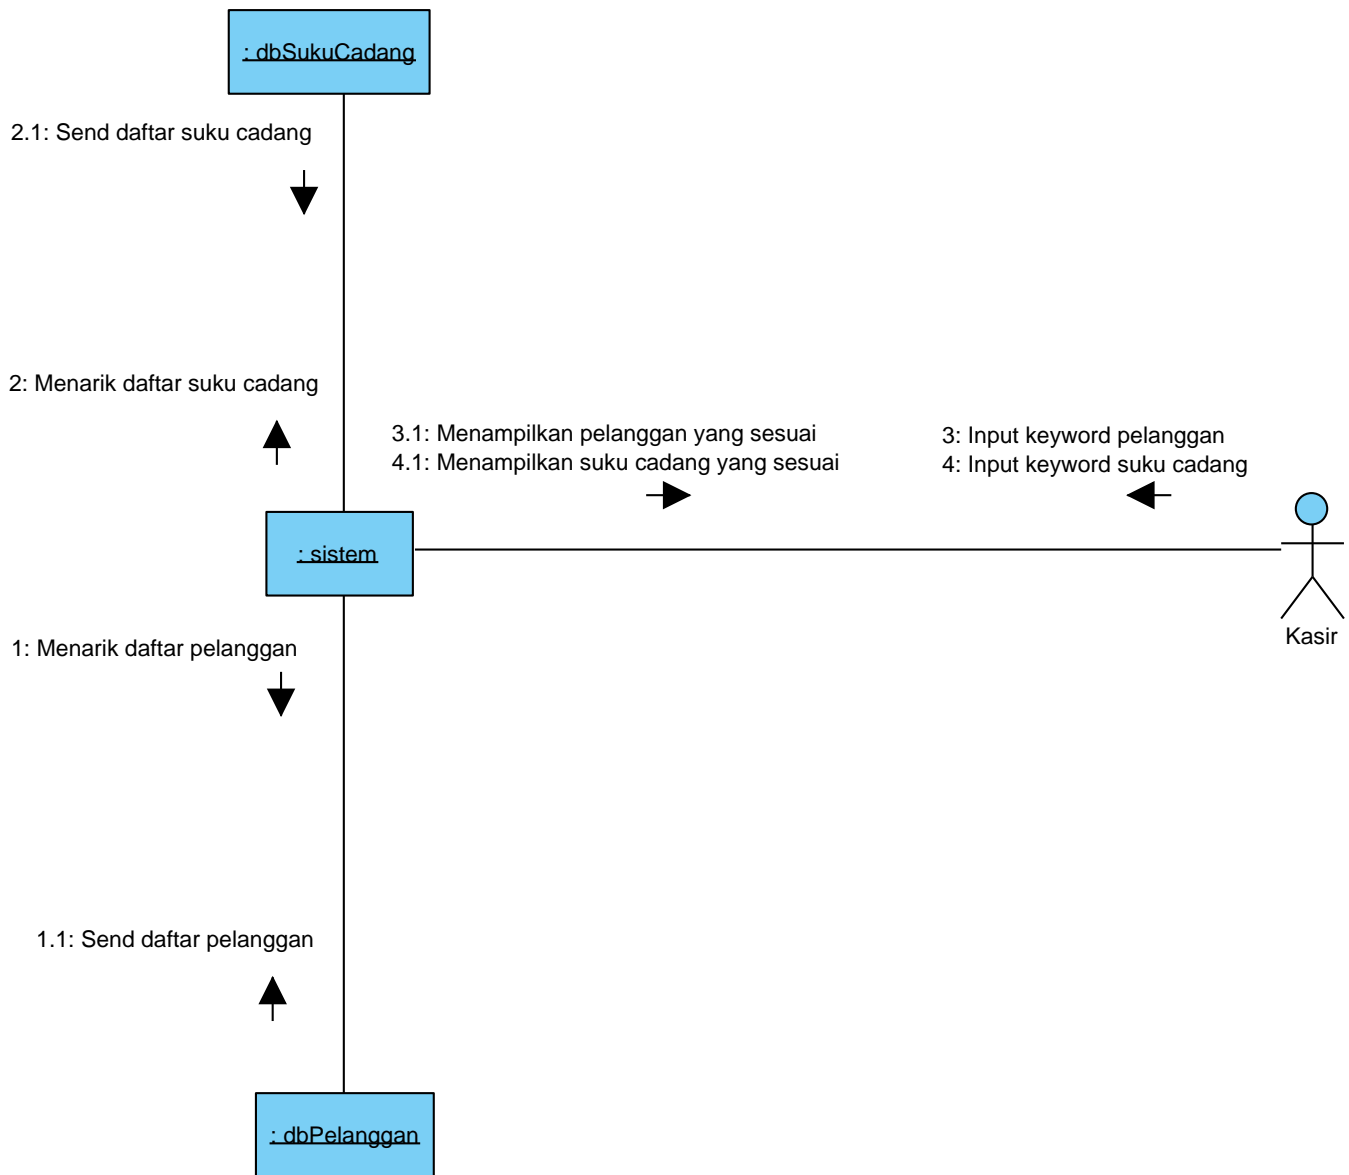 : dbSukuCadang
2.1: Send daftar suku cadang
2: Menarik daftar suku cadang
3.1: Menampilkan pelanggan yang sesuai
4.1: Menampilkan suku cadang yang sesuai
3: Input keyword pelanggan
4: Input keyword suku cadang
: sistem
Kasir
1: Menarik daftar pelanggan
1.1: Send daftar pelanggan
: dbPelanggan